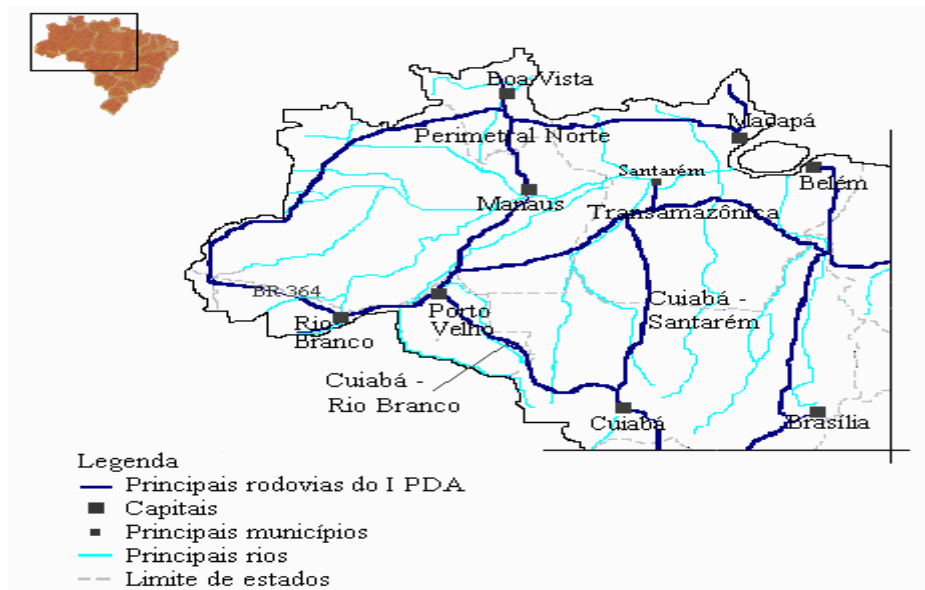 Boa Vista
Perimetral Norte
Macapá
Santarém
Belém
Manaus
Transamazônica
BR-364
Rio
Branco
Porto
Velho
Cuiabá -
Santarém
Cuiabá -
Rio Branco
Cuiabá
Brasília
Legenda
Principais rodovias do I PDA
Capitais
Principais municípios
Principais rios
Limite de estados